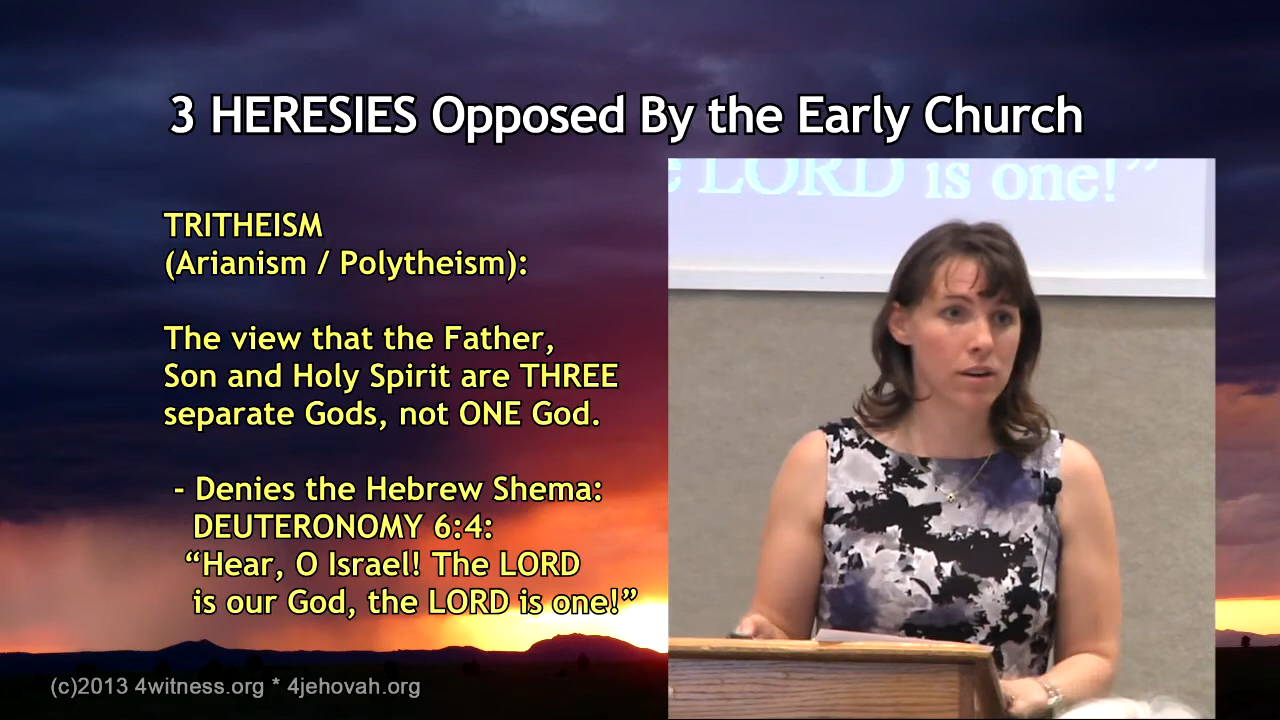 3 HERESIES Opposed By the Early Church
TRITHEISM
(Arianism / Polytheism):
The view that the Father,
Son and Holy Spirit are THREE
separate Gods, not ONE God.
- Denies the Hebrew Shema:
DEUTERONOMY 6:4:
“Hear, O Israel! The LORD
is our God, the LORD is one!”
LORD is one!”
(c)2013 4witness.org * 4jehovah.org